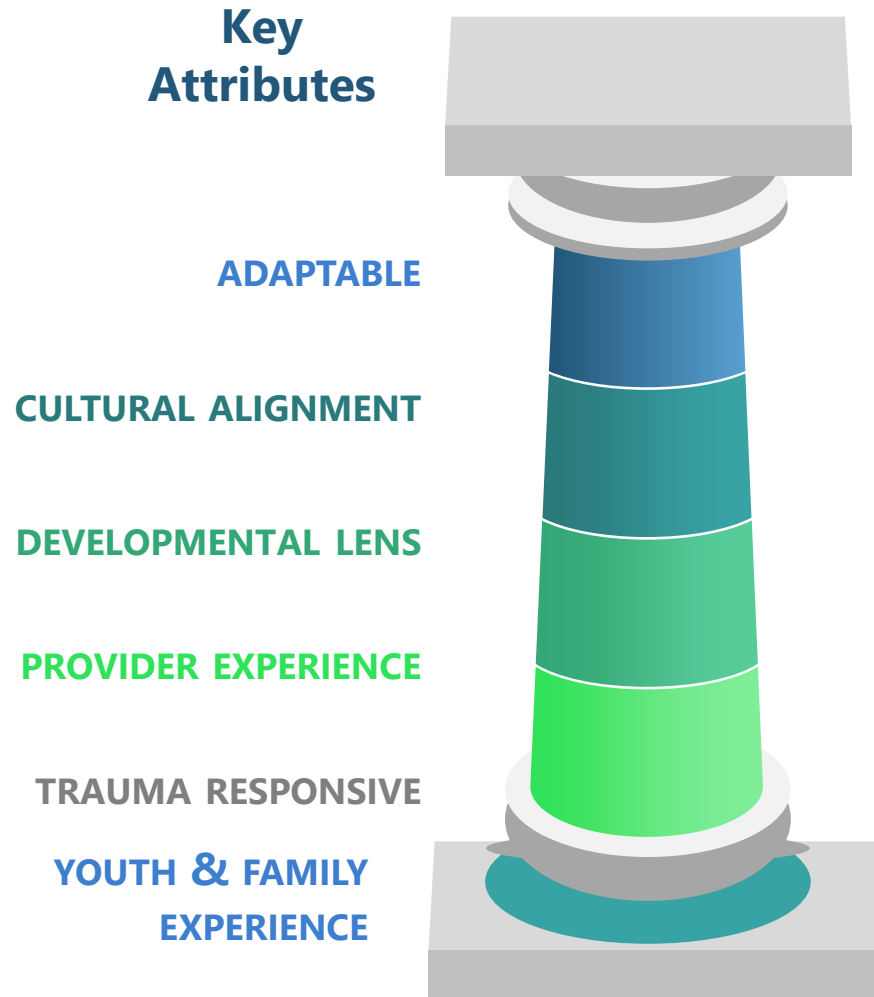 Key
Attributes
ADAPTABLE
CULTURAL ALIGNMENT
DEVELOPMENTAL LENS
PROVIDER EXPERIENCE
TRAUMA RESPONSIVE
YOUTH & FAMILY
EXPERIENCE